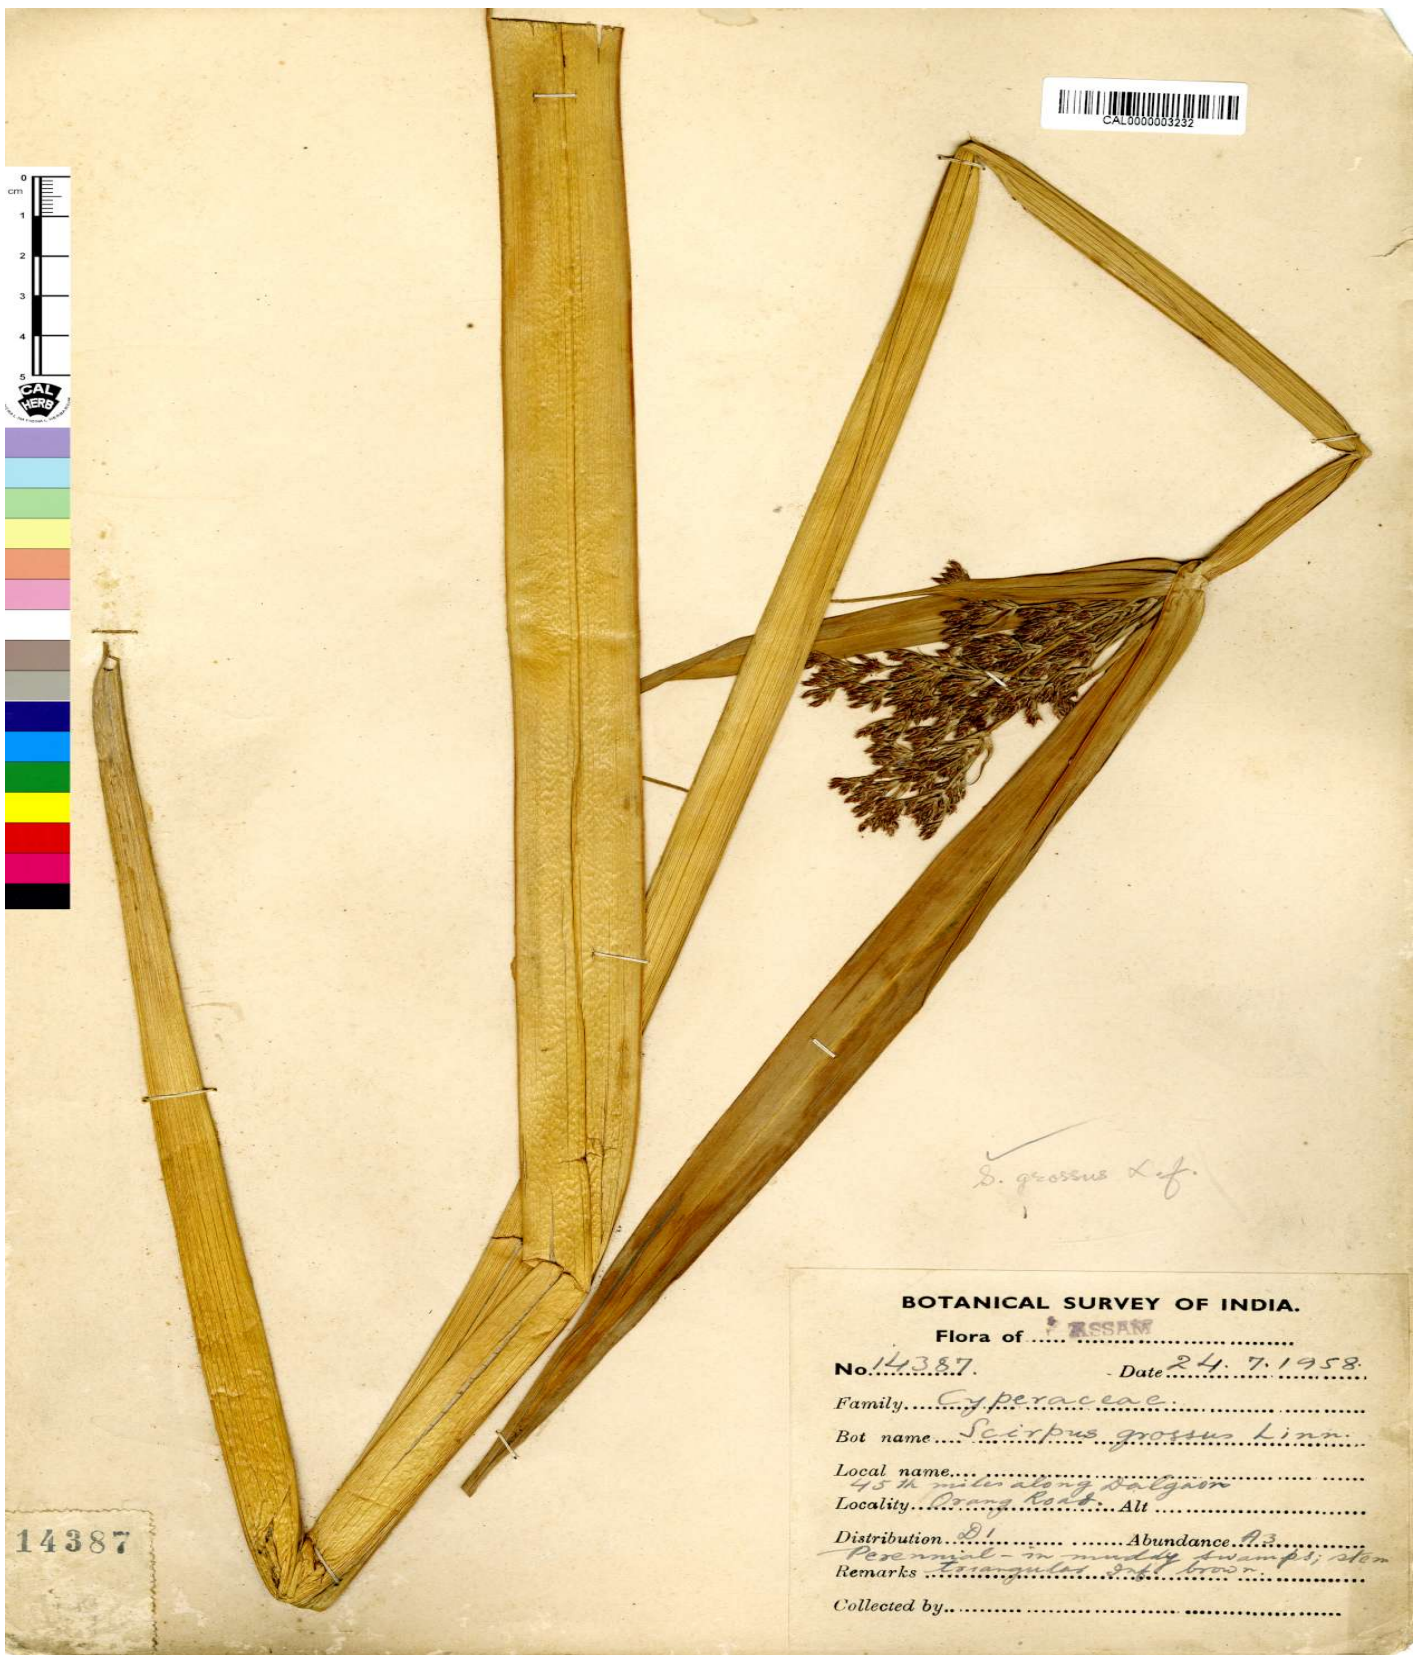 CAL0000003232
0
cm
1
2
3
4
5
CAL
HERB
S. grossus L.f.
BOTANICAL SURVEY OF INDIA.
Flora of ASSAM
No. 14387. Date 24. 7. 1958.
Family Cyperaceae.
Bot name Scirpus grossus Linn.
Local name
45th miles along Dalgaon
Locality Orang Road. Alt
Distribution D1 Abundance A3
Perennial - in muddy swamps; stem
Remarks triangular Inf. brown.
Collected by
14387